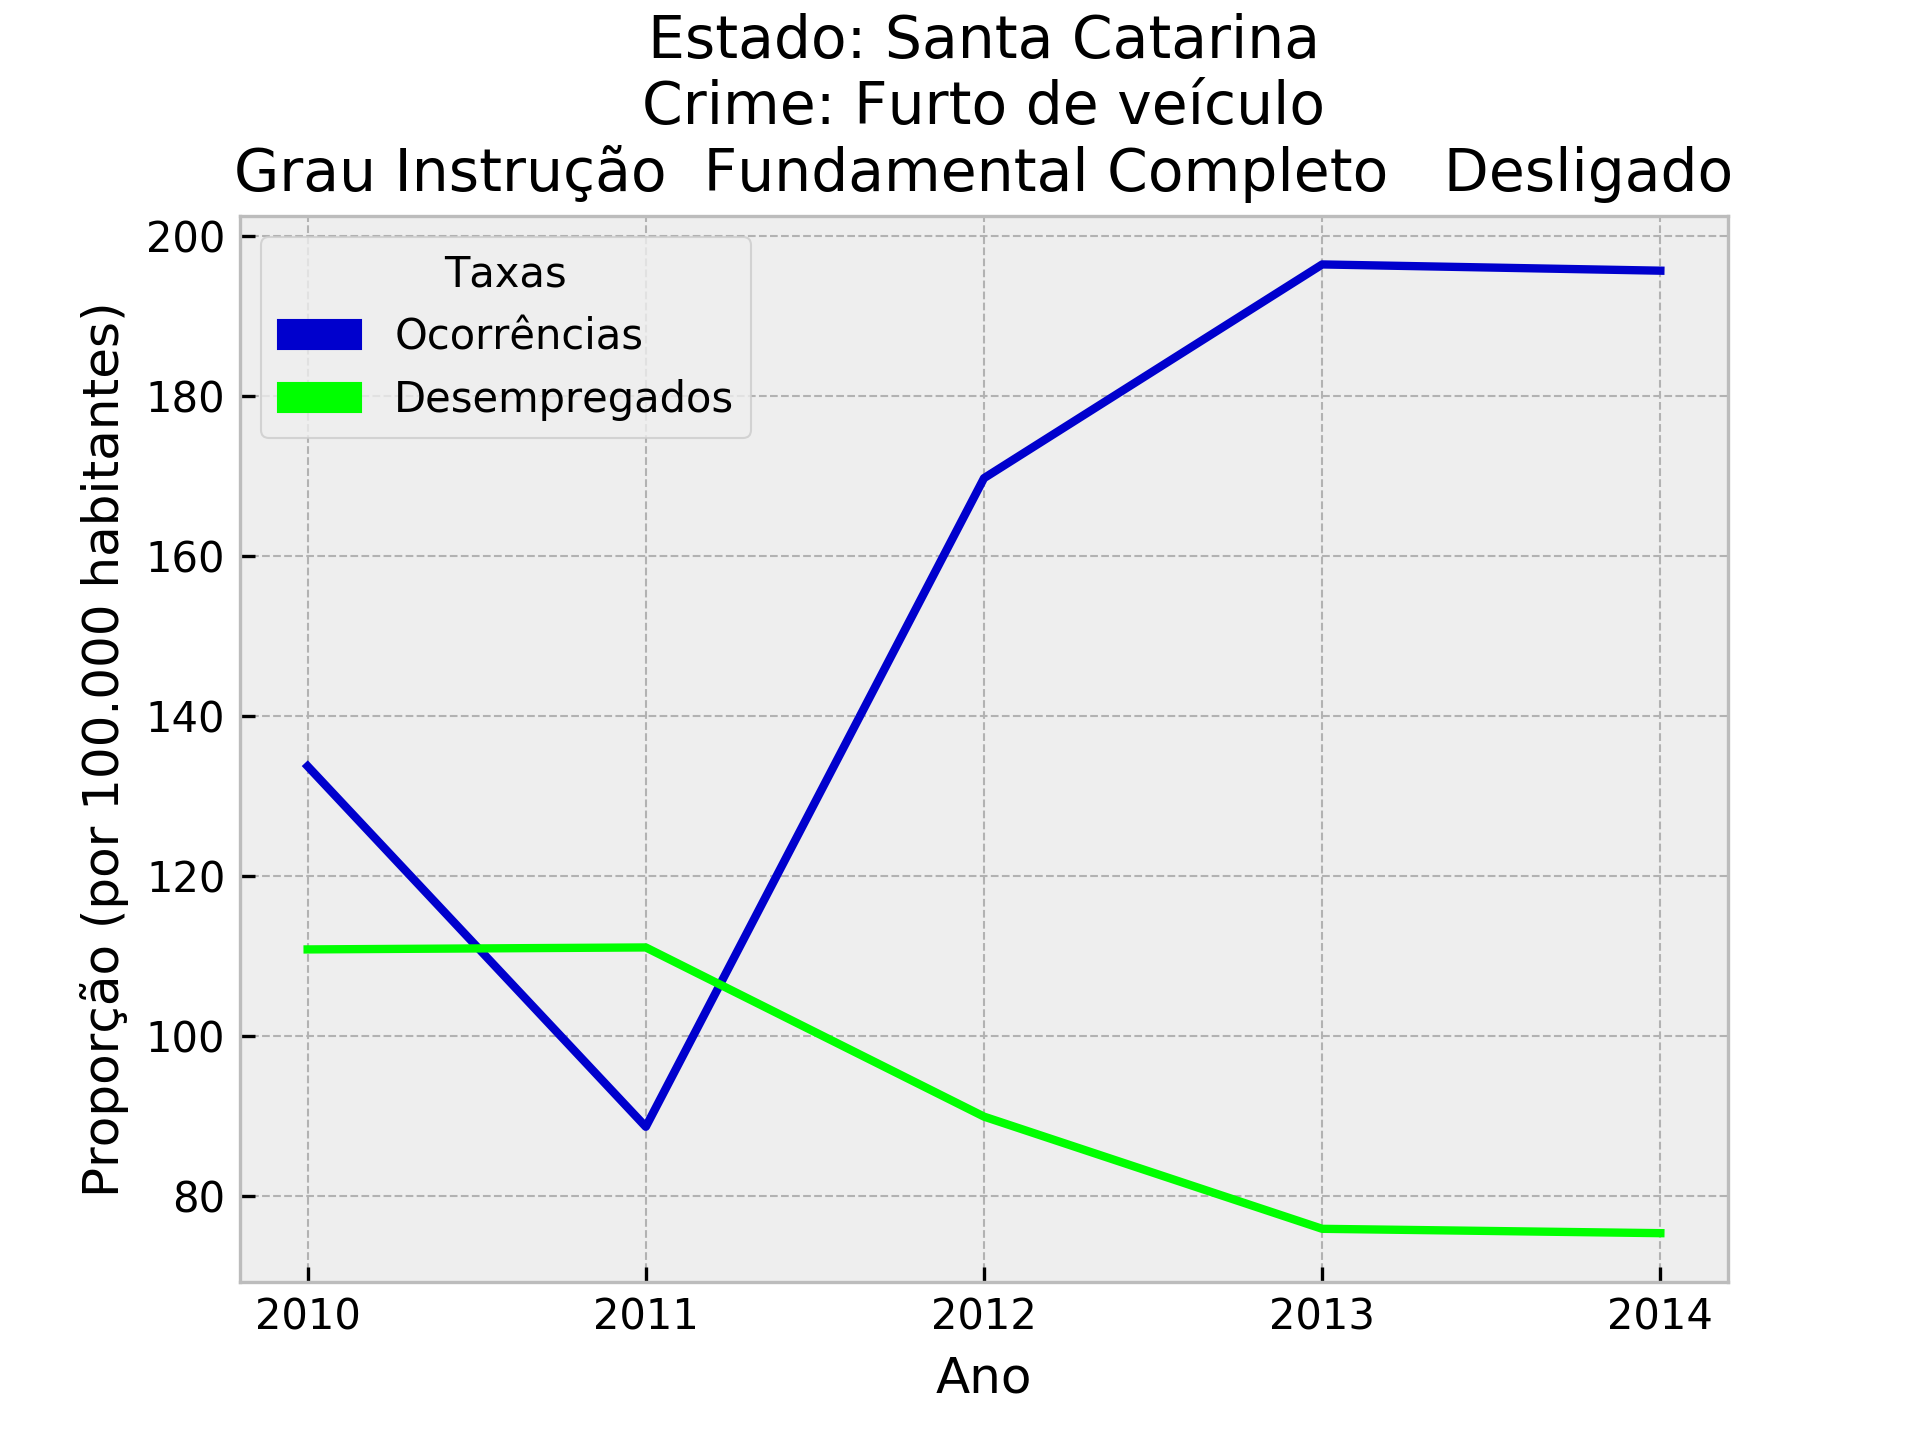 Estado: Santa Catarina
Crime: Furto de veículo
Grau Instrução  Fundamental Completo   Desligado
Taxas
Ocorrências
Desempregados
Proporção (por 100.000 habitantes)
200
180
160
140
120
100
80
2010 2011 2012 2013 2014
Ano